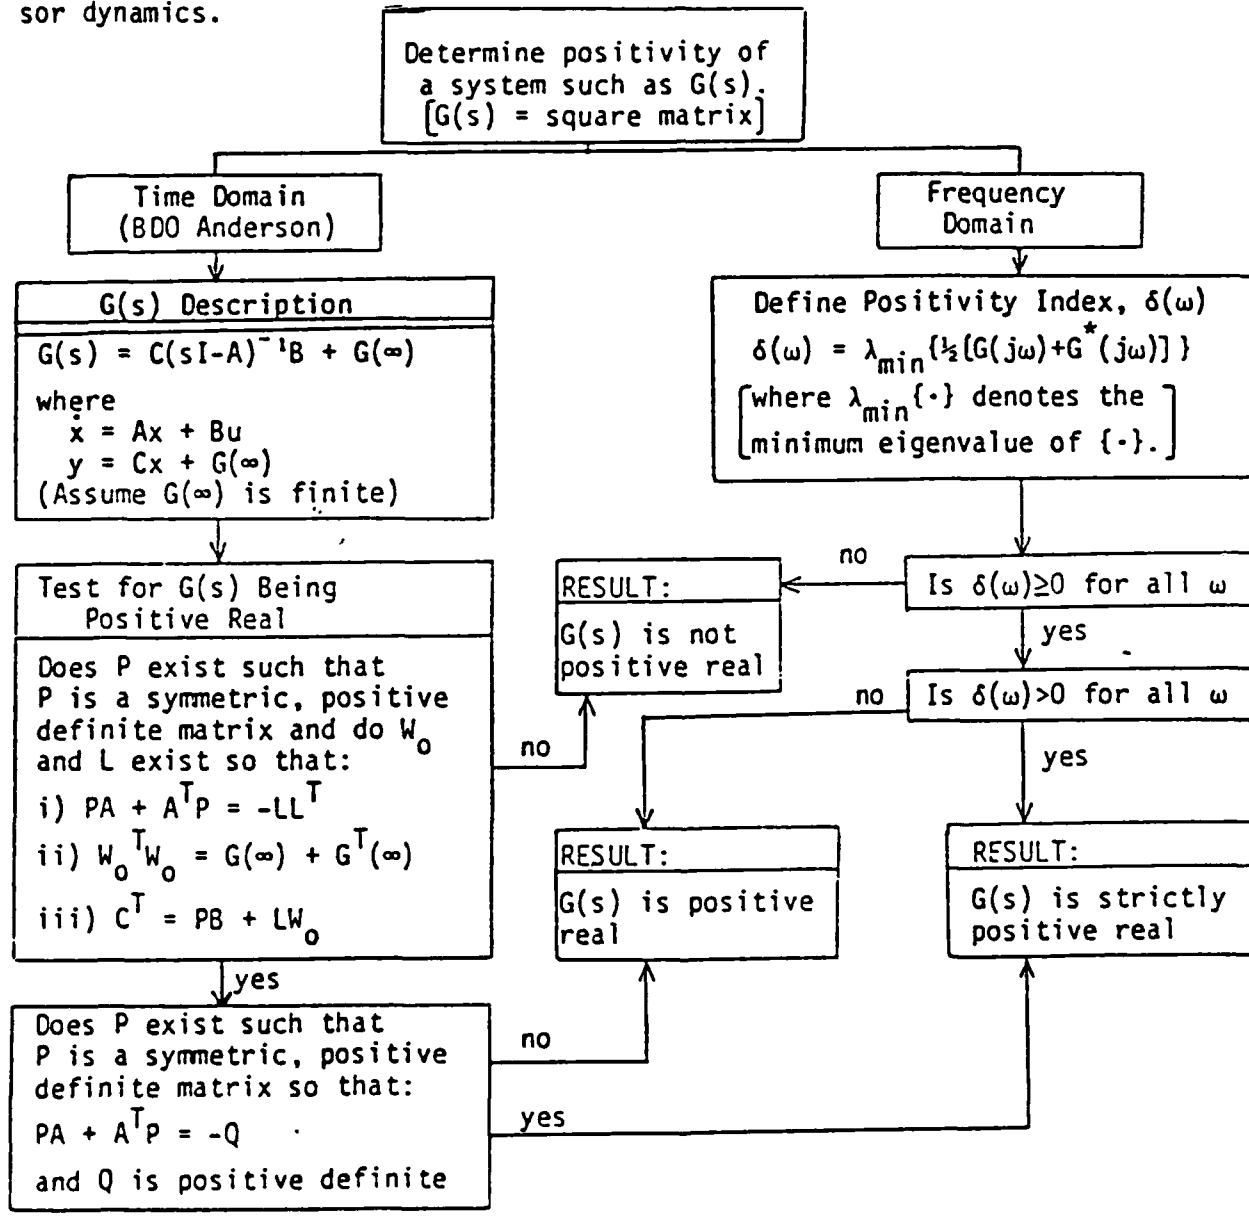 sor dynamics.
Determine positivity of
a system such as G(s).
[G(s) = square matrix]
Time Domain
(BDO Anderson)
Frequency
Domain
G(s) Description
G(s) = C(sI-A)⁻¹B + G(∞)
where
ẋ = Ax + Bu
y = Cx + G(∞)
(Assume G(∞) is finite)
Define Positivity Index, δ(ω)
δ(ω) = λ_min{½[G(jω)+G*(jω)]}
[where λ_min{·} denotes the
minimum eigenvalue of {·}.]
Test for G(s) Being
Positive Real
Does P exist such that
P is a symmetric, positive
definite matrix and do W_o
and L exist so that:
i) PA + AᵀP = -LLᵀ
ii) W_oᵀW_o = G(∞) + Gᵀ(∞)
iii) Cᵀ = PB + LW_o
no
RESULT:
G(s) is not
positive real
no
Is δ(ω)≥0 for all ω
yes
Is δ(ω)>0 for all ω
no
yes
RESULT:
G(s) is positive
real
RESULT:
G(s) is strictly
positive real
yes
Does P exist such that
P is a symmetric, positive
definite matrix so that:
PA + AᵀP = -Q
and Q is positive definite
no
yes